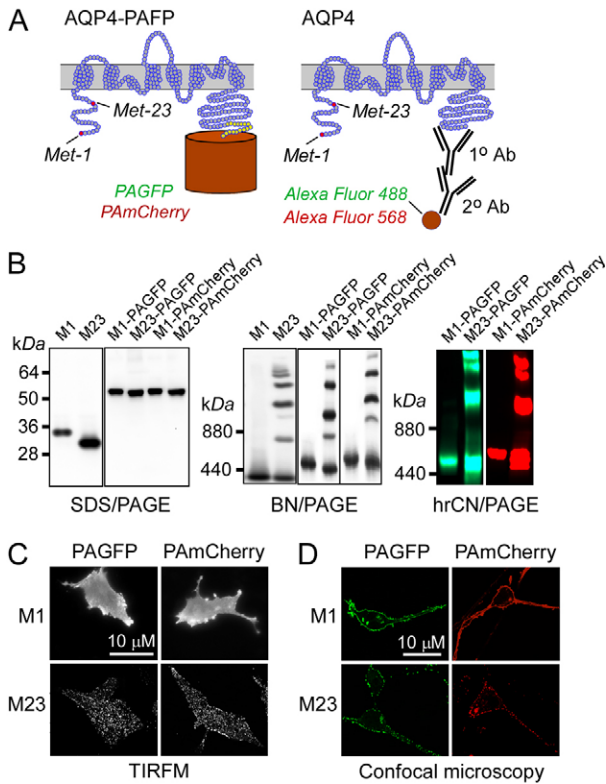 A
AQP4-PAFP
AQP4
Met-23
Met-1
PAGFP
PAmCherry
Met-23
Met-1
1o Ab
Alexa Fluor 488
Alexa Fluor 568
2o Ab
B
M1
M23
M1-PAGFP
M23-PAGFP
M1-PAmCherry
M23-PAmCherry
kDa
64
50
36
28
SDS/PAGE
M1
M23
M1-PAGFP
M23-PAGFP
M1-PAmCherry
M23-PAmCherry
kDa
880
440
BN/PAGE
M1-PAGFP
M23-PAGFP
M1-PAmCherry
M23-PAmCherry
kDa
880
440
hrCN/PAGE
C
PAGFP PAmCherry
M1
10 μM
M23
TIRFM
D
PAGFP PAmCherry
M1
10 μM
M23
Confocal microscopy